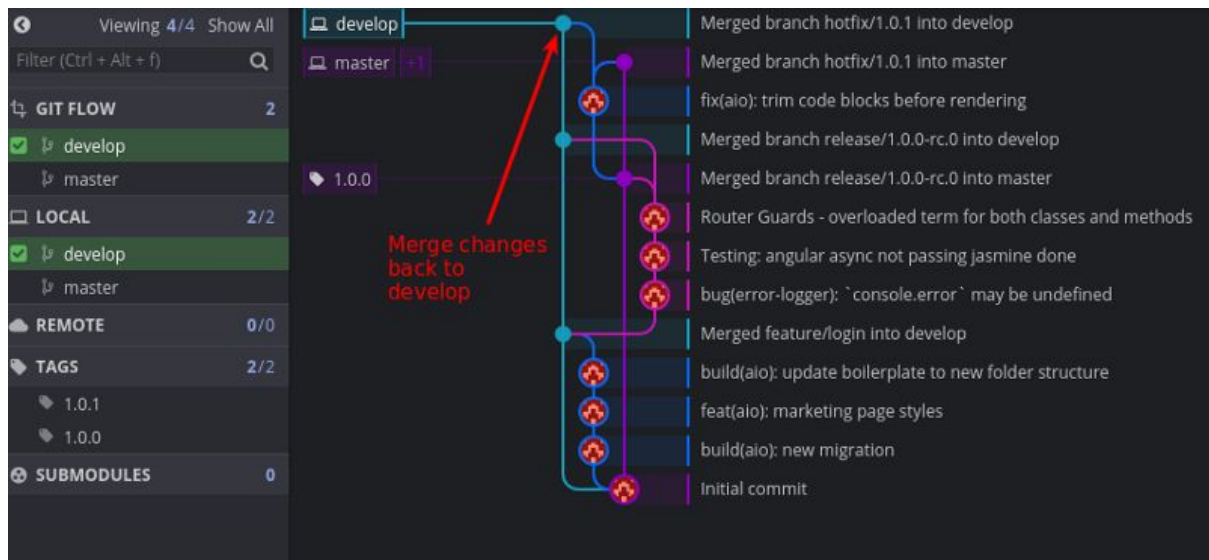 Viewing 4/4 Show All
Filter (Ctrl + Alt + f)
GIT FLOW 2
develop
master
LOCAL 2/2
develop
master
REMOTE 0/0
TAGS 2/2
1.0.1
1.0.0
SUBMODULES 0
develop
master +1
1.0.0
Merge changes
back to
develop
Merged branch hotfix/1.0.1 into develop
Merged branch hotfix/1.0.1 into master
fix(aio): trim code blocks before rendering
Merged branch release/1.0.0-rc.0 into develop
Merged branch release/1.0.0-rc.0 into master
Router Guards - overloaded term for both classes and methods
Testing: angular async not passing jasmine done
bug(error-logger): `console.error` may be undefined
Merged feature/login into develop
build(aio): update boilerplate to new folder structure
feat(aio): marketing page styles
build(aio): new migration
Initial commit